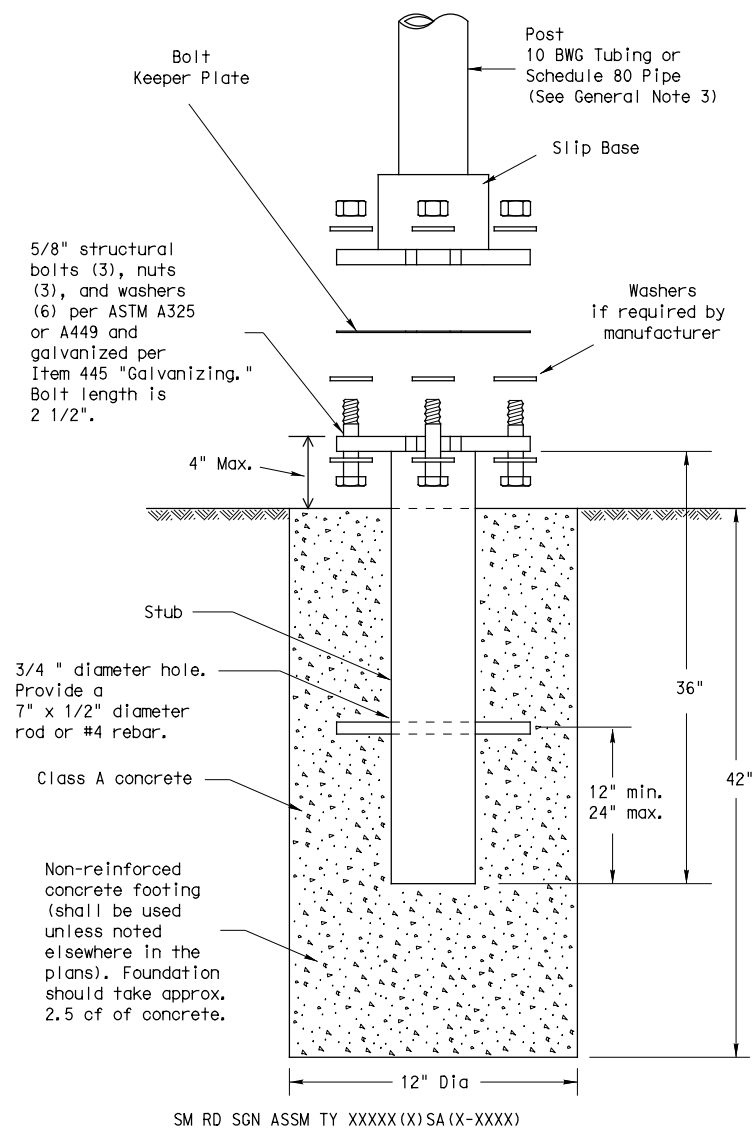 Post
10 BWG Tubing or
Schedule 80 Pipe
(See General Note 3)
Bolt
Keeper Plate
Slip Base
5/8" structural
bolts (3), nuts
(3), and washers
(6) per ASTM A325
or A449 and
galvanized per
Item 445 "Galvanizing."
Bolt length is
2 1/2".
Washers
if required by
manufacturer
4" Max.
Stub
3/4 " diameter hole.
Provide a
7" x 1/2" diameter
rod or #4 rebar.
36"
Class A concrete
12" min.
24" max.
42"
Non-reinforced
concrete footing
(shall be used
unless noted
elsewhere in the
plans). Foundation
should take approx.
2.5 cf of concrete.
12" Dia
SM RD SGN ASSM TY XXXXX(X)SA(X-XXXX)